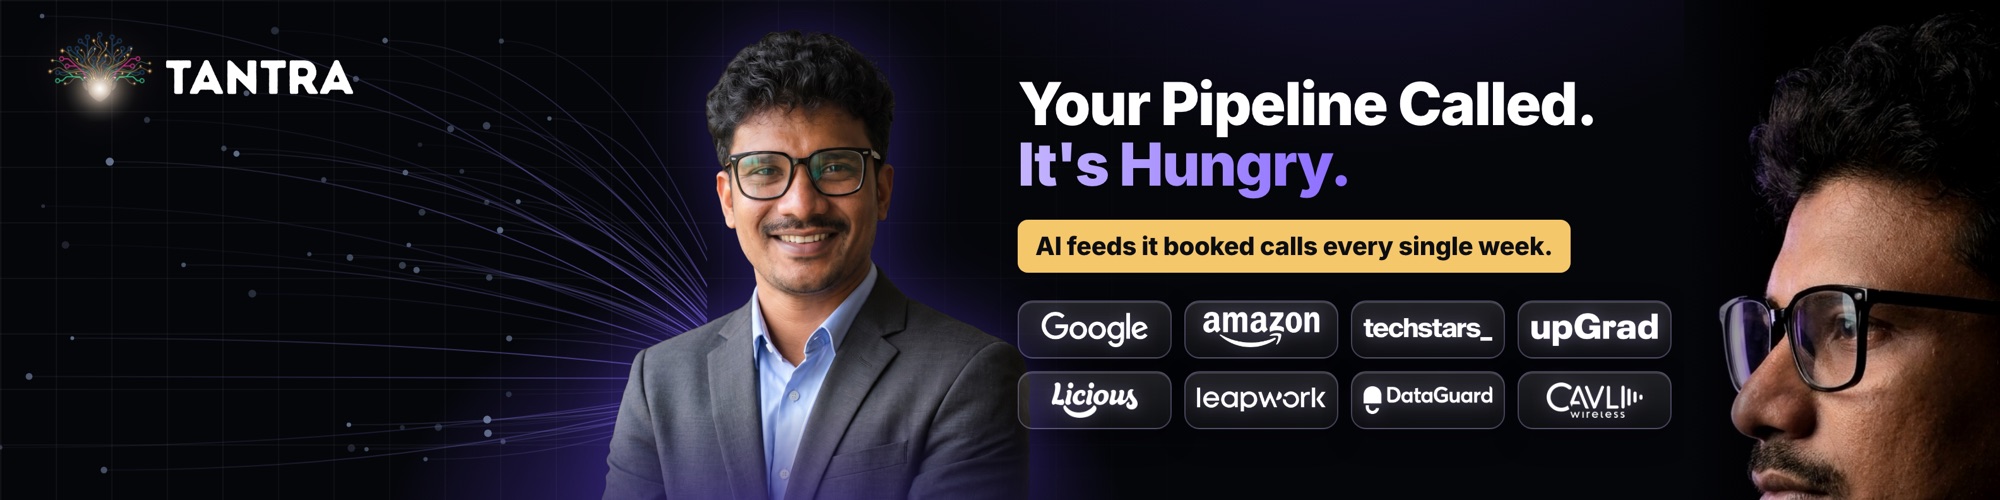 TANTRA
Your Pipeline Called.
It's Hungry.
AI feeds it booked calls every single week.
Google
amazon
techstars_
upGrad
Licious
leapwork
DataGuard
CAVLI
wireless